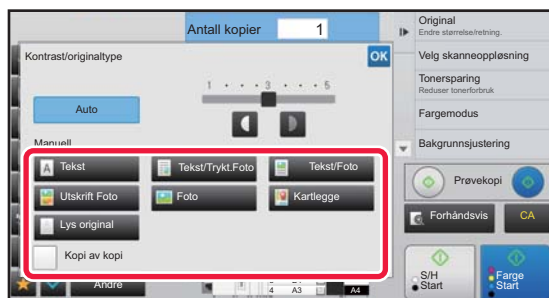 Antall kopier 1
Kontrast/originaltype
OK
1 3 5
Auto
Manuell
A Tekst
Tekst/Trykt.Foto
Tekst/Foto
Utskrift Foto
Foto
Kartlegge
Lys original
Kopi av kopi
Andre
4 A3
A4
Original
Endre størrelse/retning.
Velg skanneoppløsning
Tonersparing
Reduser tonerforbruk
Fargemodus
Bakgrunnsjustering
Prøvekopi
Forhåndsvis
CA
S/H
Start
Farge
Start